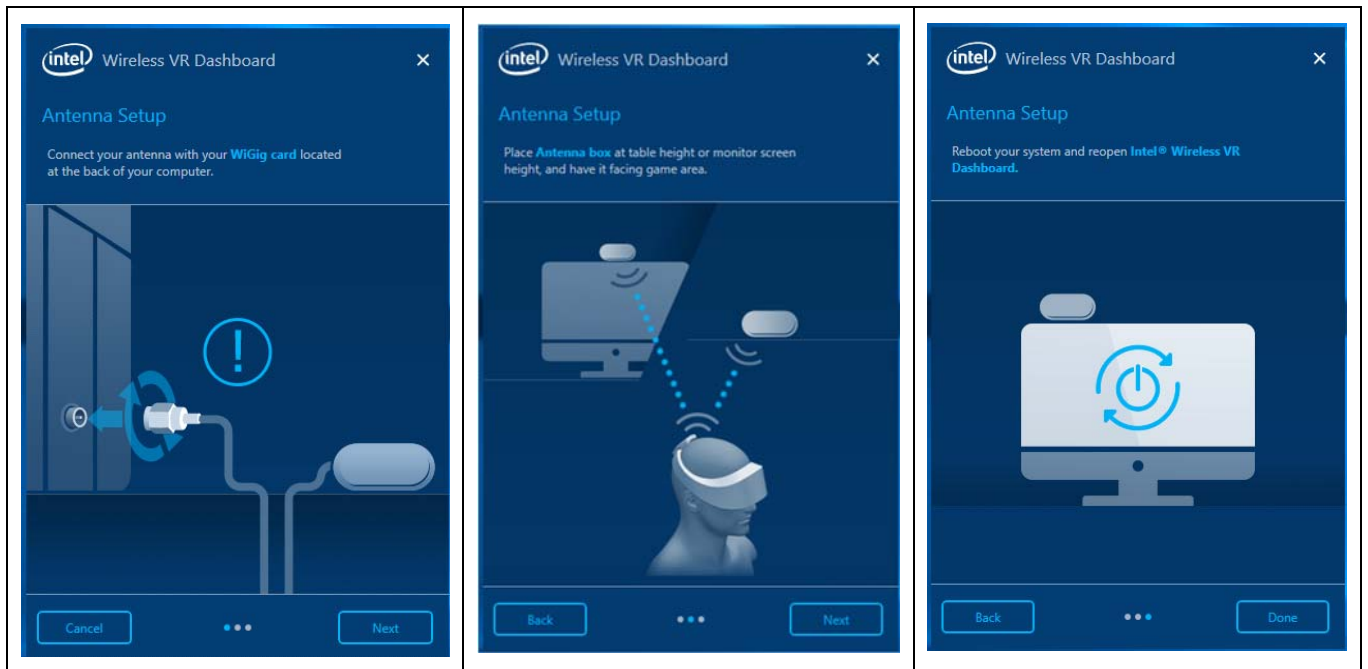 intel Wireless VR Dashboard
Antenna Setup
Connect your antenna with your WiGig card located
at the back of your computer.
!
Cancel
Next
intel Wireless VR Dashboard
Antenna Setup
Place Antenna box at table height or monitor screen
height, and have it facing game area.
Back
Next
intel Wireless VR Dashboard
Antenna Setup
Reboot your system and reopen Intel® Wireless VR
Dashboard.
Back
Done